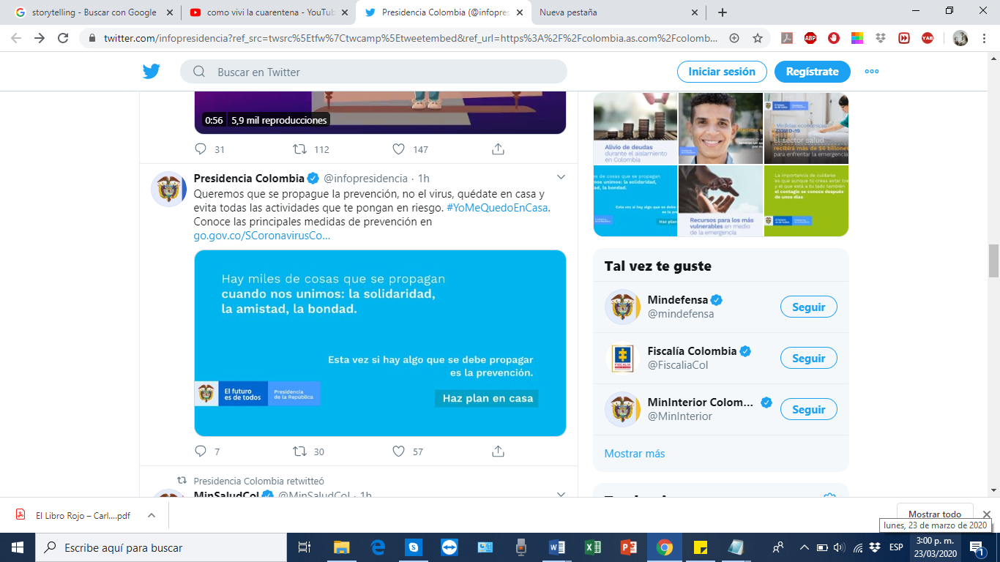 storytelling - Buscar con Google
como vivi la cuarentena - YouTub
Presidencia Colombia (@infopres
Nueva pestaña
twitter.com/infopresidencia?ref_src=twsrc%5Etfw%7Ctwcamp%5Etweetembed&ref_url=https%3A%2F%2Fcolombia.as.com%2Fcolomb...
ABP
YAB
Buscar en Twitter
Iniciar sesión
Regístrate
0:56
5,9 mil reproducciones
31
112
147
Presidencia Colombia @infopresidencia · 1h
Queremos que se propague la prevención, no el virus, quédate en casa y
evita todas las actividades que te pongan en riesgo. #YoMeQuedoEnCasa.
Conoce las principales medidas de prevención en
go.gov.co/SCoronavirusCo...
Hay miles de cosas que se propagan
cuando nos unimos: la solidaridad,
la amistad, la bondad.
Esta vez si hay algo que se debe propagar
es la prevención.
Haz plan en casa
El futuro
es de todos
Presidencia
de la República
7
30
57
Presidencia Colombia retwitteó
MinSaludCol @MinSaludCol · 1h
Alivio de deudas
durante el aislamiento
en Colombia
Medidas económicas
COVID-19
El sector salud
recibirá más de $6 billones
para enfrentar la emergencia
es de cosas que se propagan
nos unimos: la solidaridad,
ad, la bondad.
Esta vez si hay algo que se de
es la pr
Haz plan
Recursos para los más
vulnerables en medio
de la emergencia
La importancia de cuidarse
es que aunque tú creas estar bie
y el que está a tu lado también
el contagio se conoce después
de unos días
Tal vez te guste
Mindefensa
@mindefensa
Seguir
Fiscalía Colombia
@FiscaliaCol
Seguir
FISCALIA
MinInterior Colom...
@MinInterior
Seguir
Mostrar más
El Libro Rojo – Carl....pdf
Mostrar todo
lunes, 23 de marzo de 2020
Escribe aquí para buscar
ESP
3:00 p. m.
23/03/2020
1